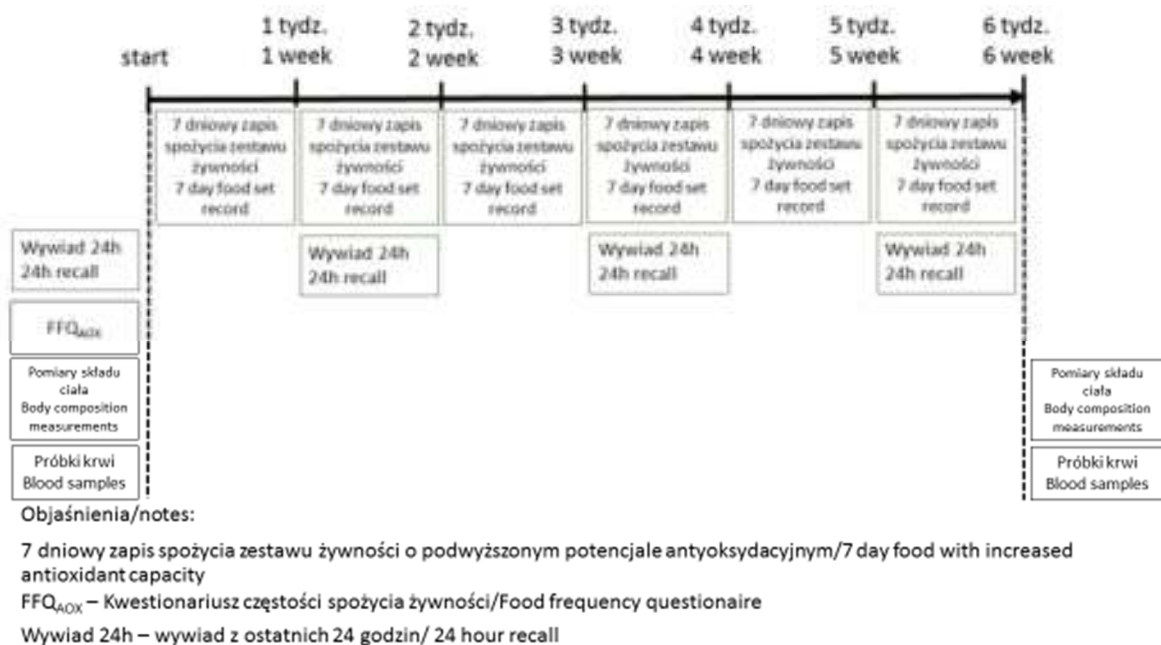 start
1 tydz.
1 week
2 tydz.
2 week
3 tydz.
3 week
4 tydz.
4 week
5 tydz.
5 week
6 tydz.
6 week
7 dniowy zapis
spożycia zestawu
żywności
7 day food set
record
7 dniowy zapis
spożycia zestawu
żywności
7 day food set
record
7 dniowy zapis
spożycia zestawu
żywności
7 day food set
record
7 dniowy zapis
spożycia zestawu
żywności
7 day food set
record
7 dniowy zapis
spożycia zestawu
żywności
7 day food set
record
7 dniowy zapis
spożycia zestawu
żywności
7 day food set
record
Wywiad 24h
24h recall
Wywiad 24h
24h recall
Wywiad 24h
24h recall
Wywiad 24h
24h recall
FFQAOX
Pomiary składu
ciała
Body composition
measurements
Pomiary składu
ciała
Body composition
measurements
Próbki krwi
Blood samples
Próbki krwi
Blood samples
Objaśnienia/notes:
7 dniowy zapis spożycia zestawu żywności o podwyższonym potencjale antyoksydacyjnym/7 day food with increased
antioxidant capacity
FFQAOX – Kwestionariusz częstości spożycia żywności/Food frequency questionaire
Wywiad 24h – wywiad z ostatnich 24 godzin/ 24 hour recall